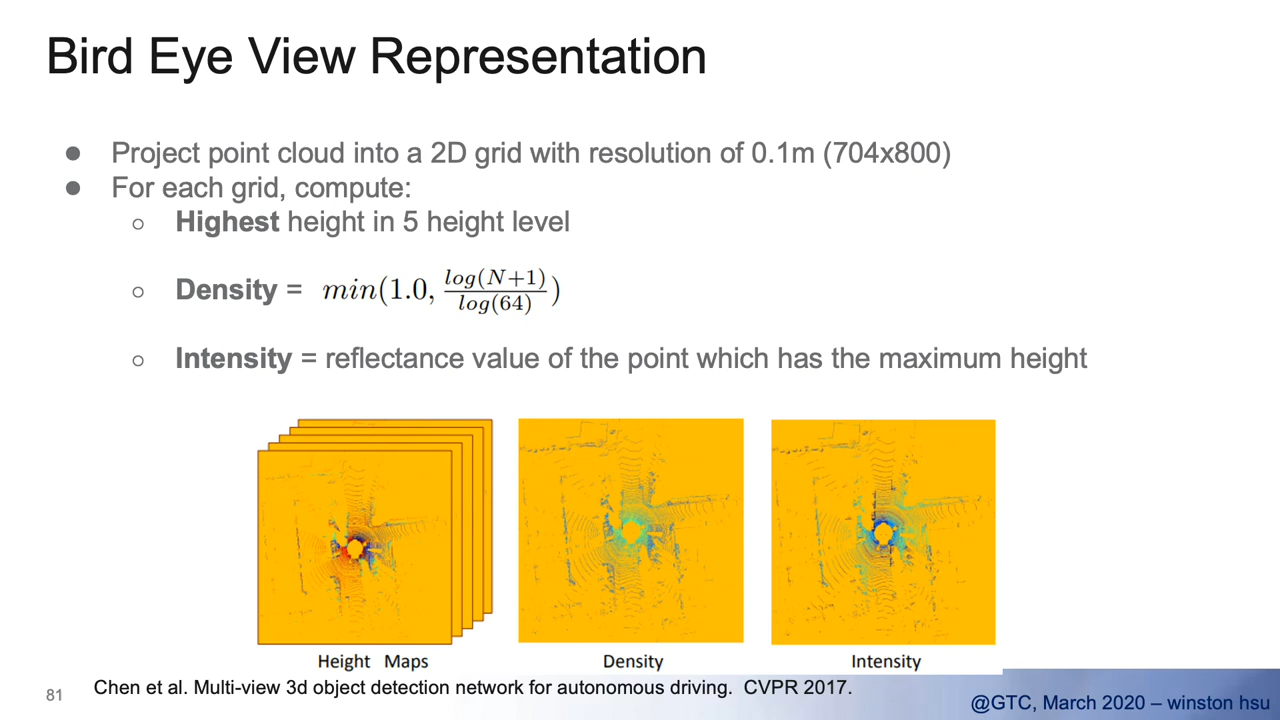 Bird Eye View Representation
● Project point cloud into a 2D grid with resolution of 0.1m (704x800)
● For each grid, compute:
○ Highest height in 5 height level
○ Density = min(1.0, log(N+1)/log(64))
○ Intensity = reflectance value of the point which has the maximum height
Height Maps
Density
Intensity
81
Chen et al. Multi-view 3d object detection network for autonomous driving. CVPR 2017.
@GTC, March 2020 – winston hsu